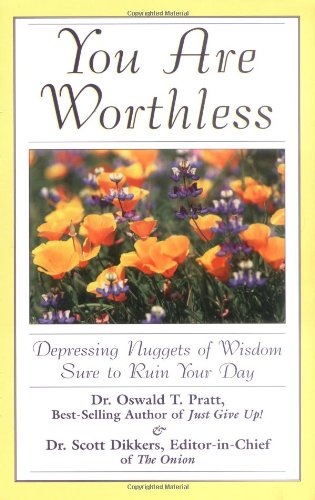 Copyrighted Material
You Are
Worthless
Depressing Nuggets of Wisdom
Sure to Ruin Your Day
Dr. Oswald T. Pratt,
Best-Selling Author of Just Give Up!
&
Dr. Scott Dikkers, Editor-in-Chief
of The Onion
Copyrighted Material